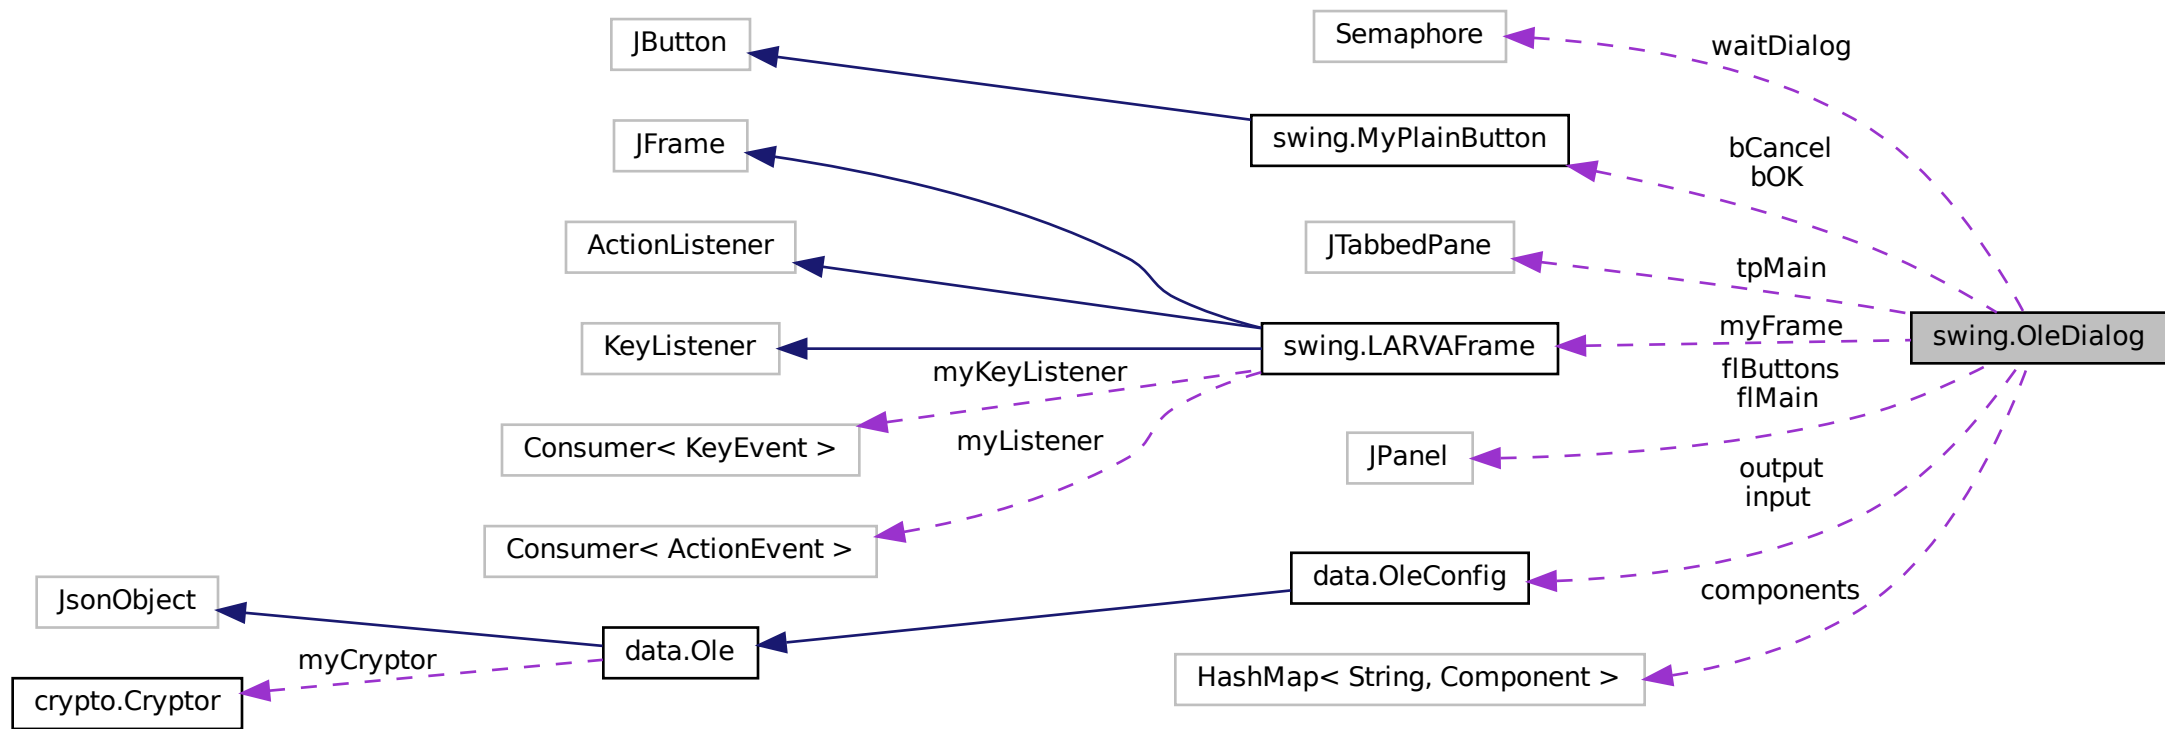 JButton
Semaphore
waitDialog
swing.MyPlainButton
JFrame
bCancel
bOK
ActionListener
JTabbedPane
tpMain
KeyListener
swing.LARVAFrame
myFrame
swing.OleDialog
myKeyListener
flButtons
flMain
Consumer< KeyEvent >
myListener
JPanel
output
input
Consumer< ActionEvent >
data.OleConfig
JsonObject
components
data.Ole
myCryptor
HashMap< String, Component >
crypto.Cryptor